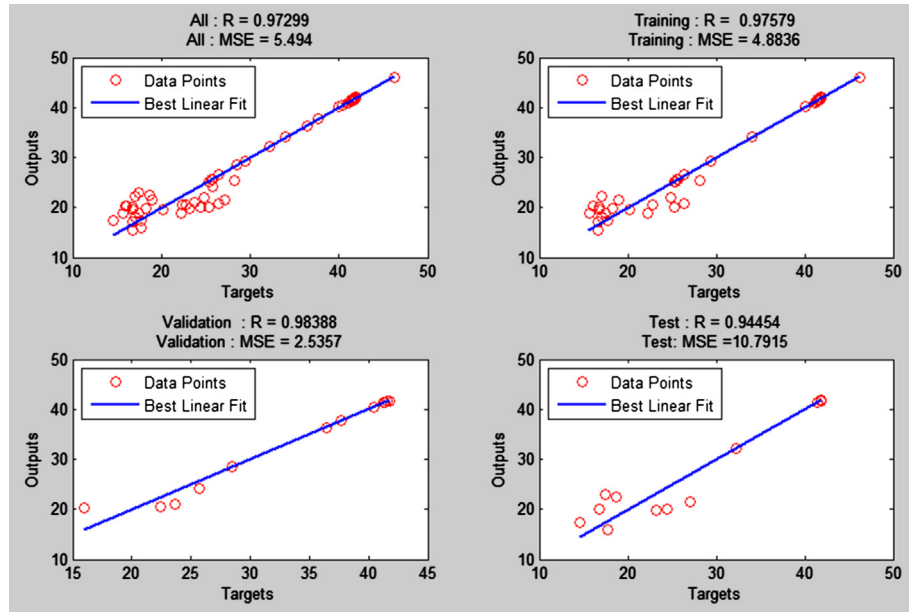 All : R = 0.97299
All : MSE = 5.494
50
40
30
20
10
Outputs
Data Points
Best Linear Fit
10
20
30
40
50
Targets
Training : R = 0.97579
Training : MSE = 4.8836
50
40
30
20
10
Outputs
Data Points
Best Linear Fit
10
20
30
40
50
Targets
Validation : R = 0.98388
Validation : MSE = 2.5357
50
40
30
20
10
Outputs
Data Points
Best Linear Fit
15
20
25
30
35
40
45
Targets
Test : R = 0.94454
Test: MSE =10.7915
50
40
30
20
10
Outputs
Data Points
Best Linear Fit
10
20
30
40
50
Targets